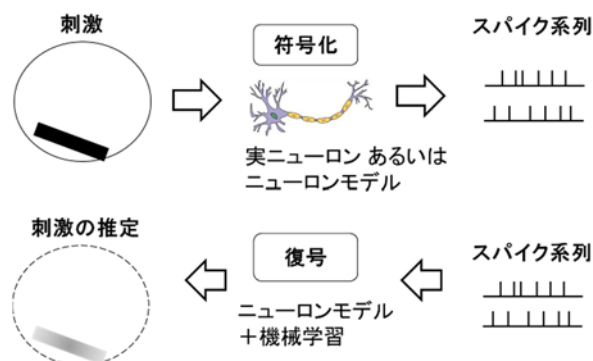 刺激
符号化
スパイク系列
実ニューロン あるいは
ニューロンモデル
刺激の推定
復号
スパイク系列
ニューロンモデル
＋機械学習